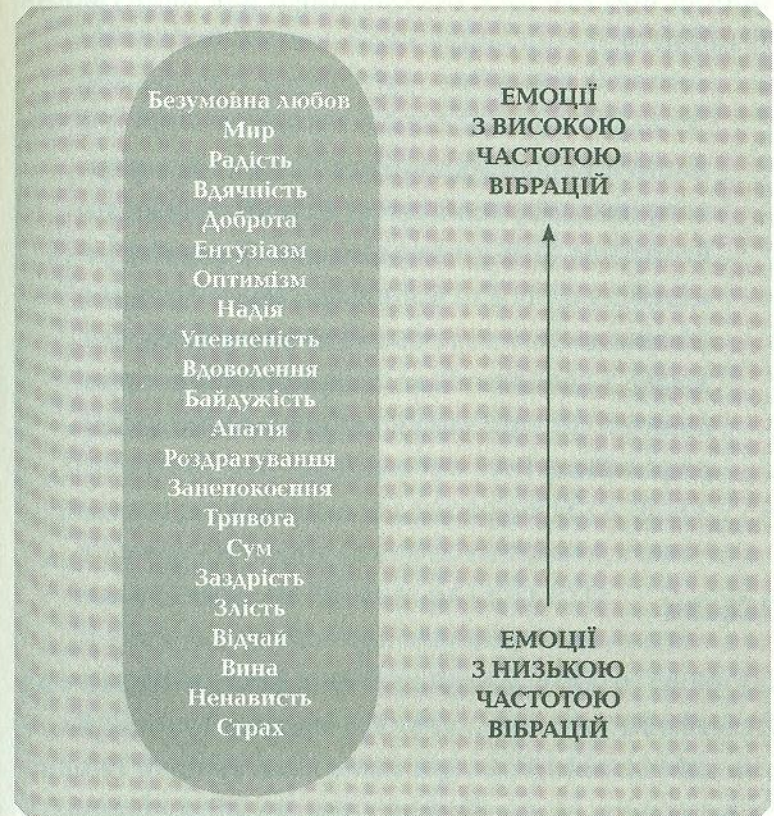 Безумовна любов
Мир
Радість
Вдячність
Доброта
Ентузіазм
Оптимізм
Надія
Упевненість
Вдоволення
Байдужість
Апатія
Роздратування
Занепокоєння
Тривога
Сум
Заздрість
Злість
Відчай
Вина
Ненависть
Страх
ЕМОЦІЇ
З ВИСОКОЮ
ЧАСТОТОЮ
ВІБРАЦІЙ
ЕМОЦІЇ
З НИЗЬКОЮ
ЧАСТОТОЮ
ВІБРАЦІЙ